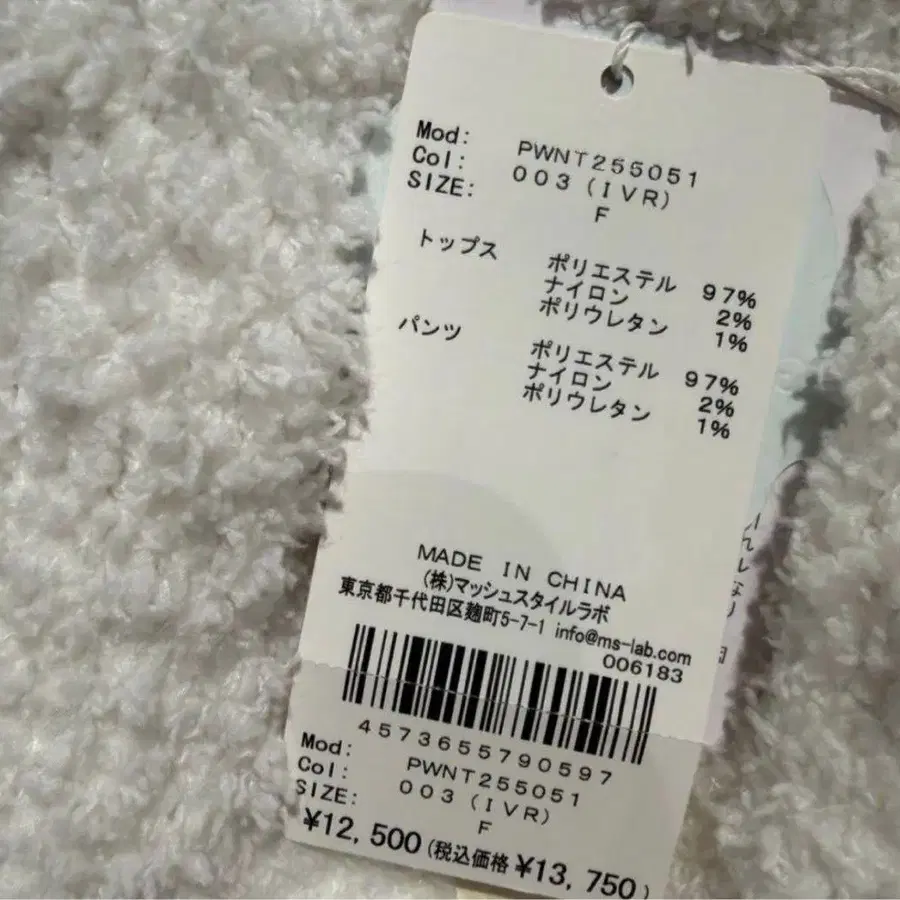 Mod: PWNT255051
Col: 003 (IVR)
SIZE: F
トップス ポリエステル 97%
ナイロン 2%
ポリウレタン 1%
パンツ ポリエステル 97%
ナイロン 2%
ポリウレタン 1%
MADE IN CHINA
(株)マッシュスタイルラボ
東京都千代田区麹町5-7-1 info@ms-lab.com
006183
4573655790597
Mod: PWNT255051
Col: 003 (IVR)
SIZE: F
¥12,500(税込価格 ¥13,750)